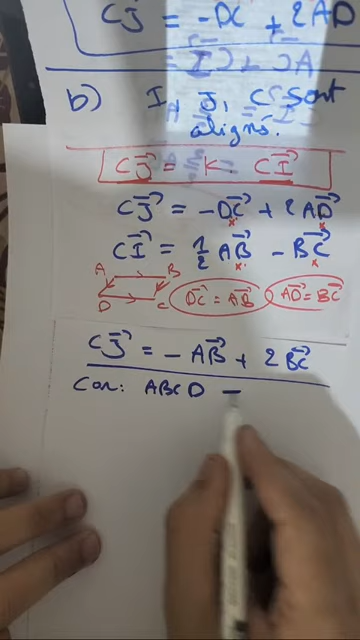 CJ⃗ = -DC⃗ + 2AD⃗
b) I, J, C sont
alignés.
CJ⃗ = K CI⃗
CJ⃗ = -DC⃗ + 2AD⃗
CI⃗ = 1/2 AB⃗ - BC⃗
A B
D C
DC⃗ = AB⃗ AD⃗ = BC⃗
CJ⃗ = -AB⃗ + 2BC⃗
Car: ABCD